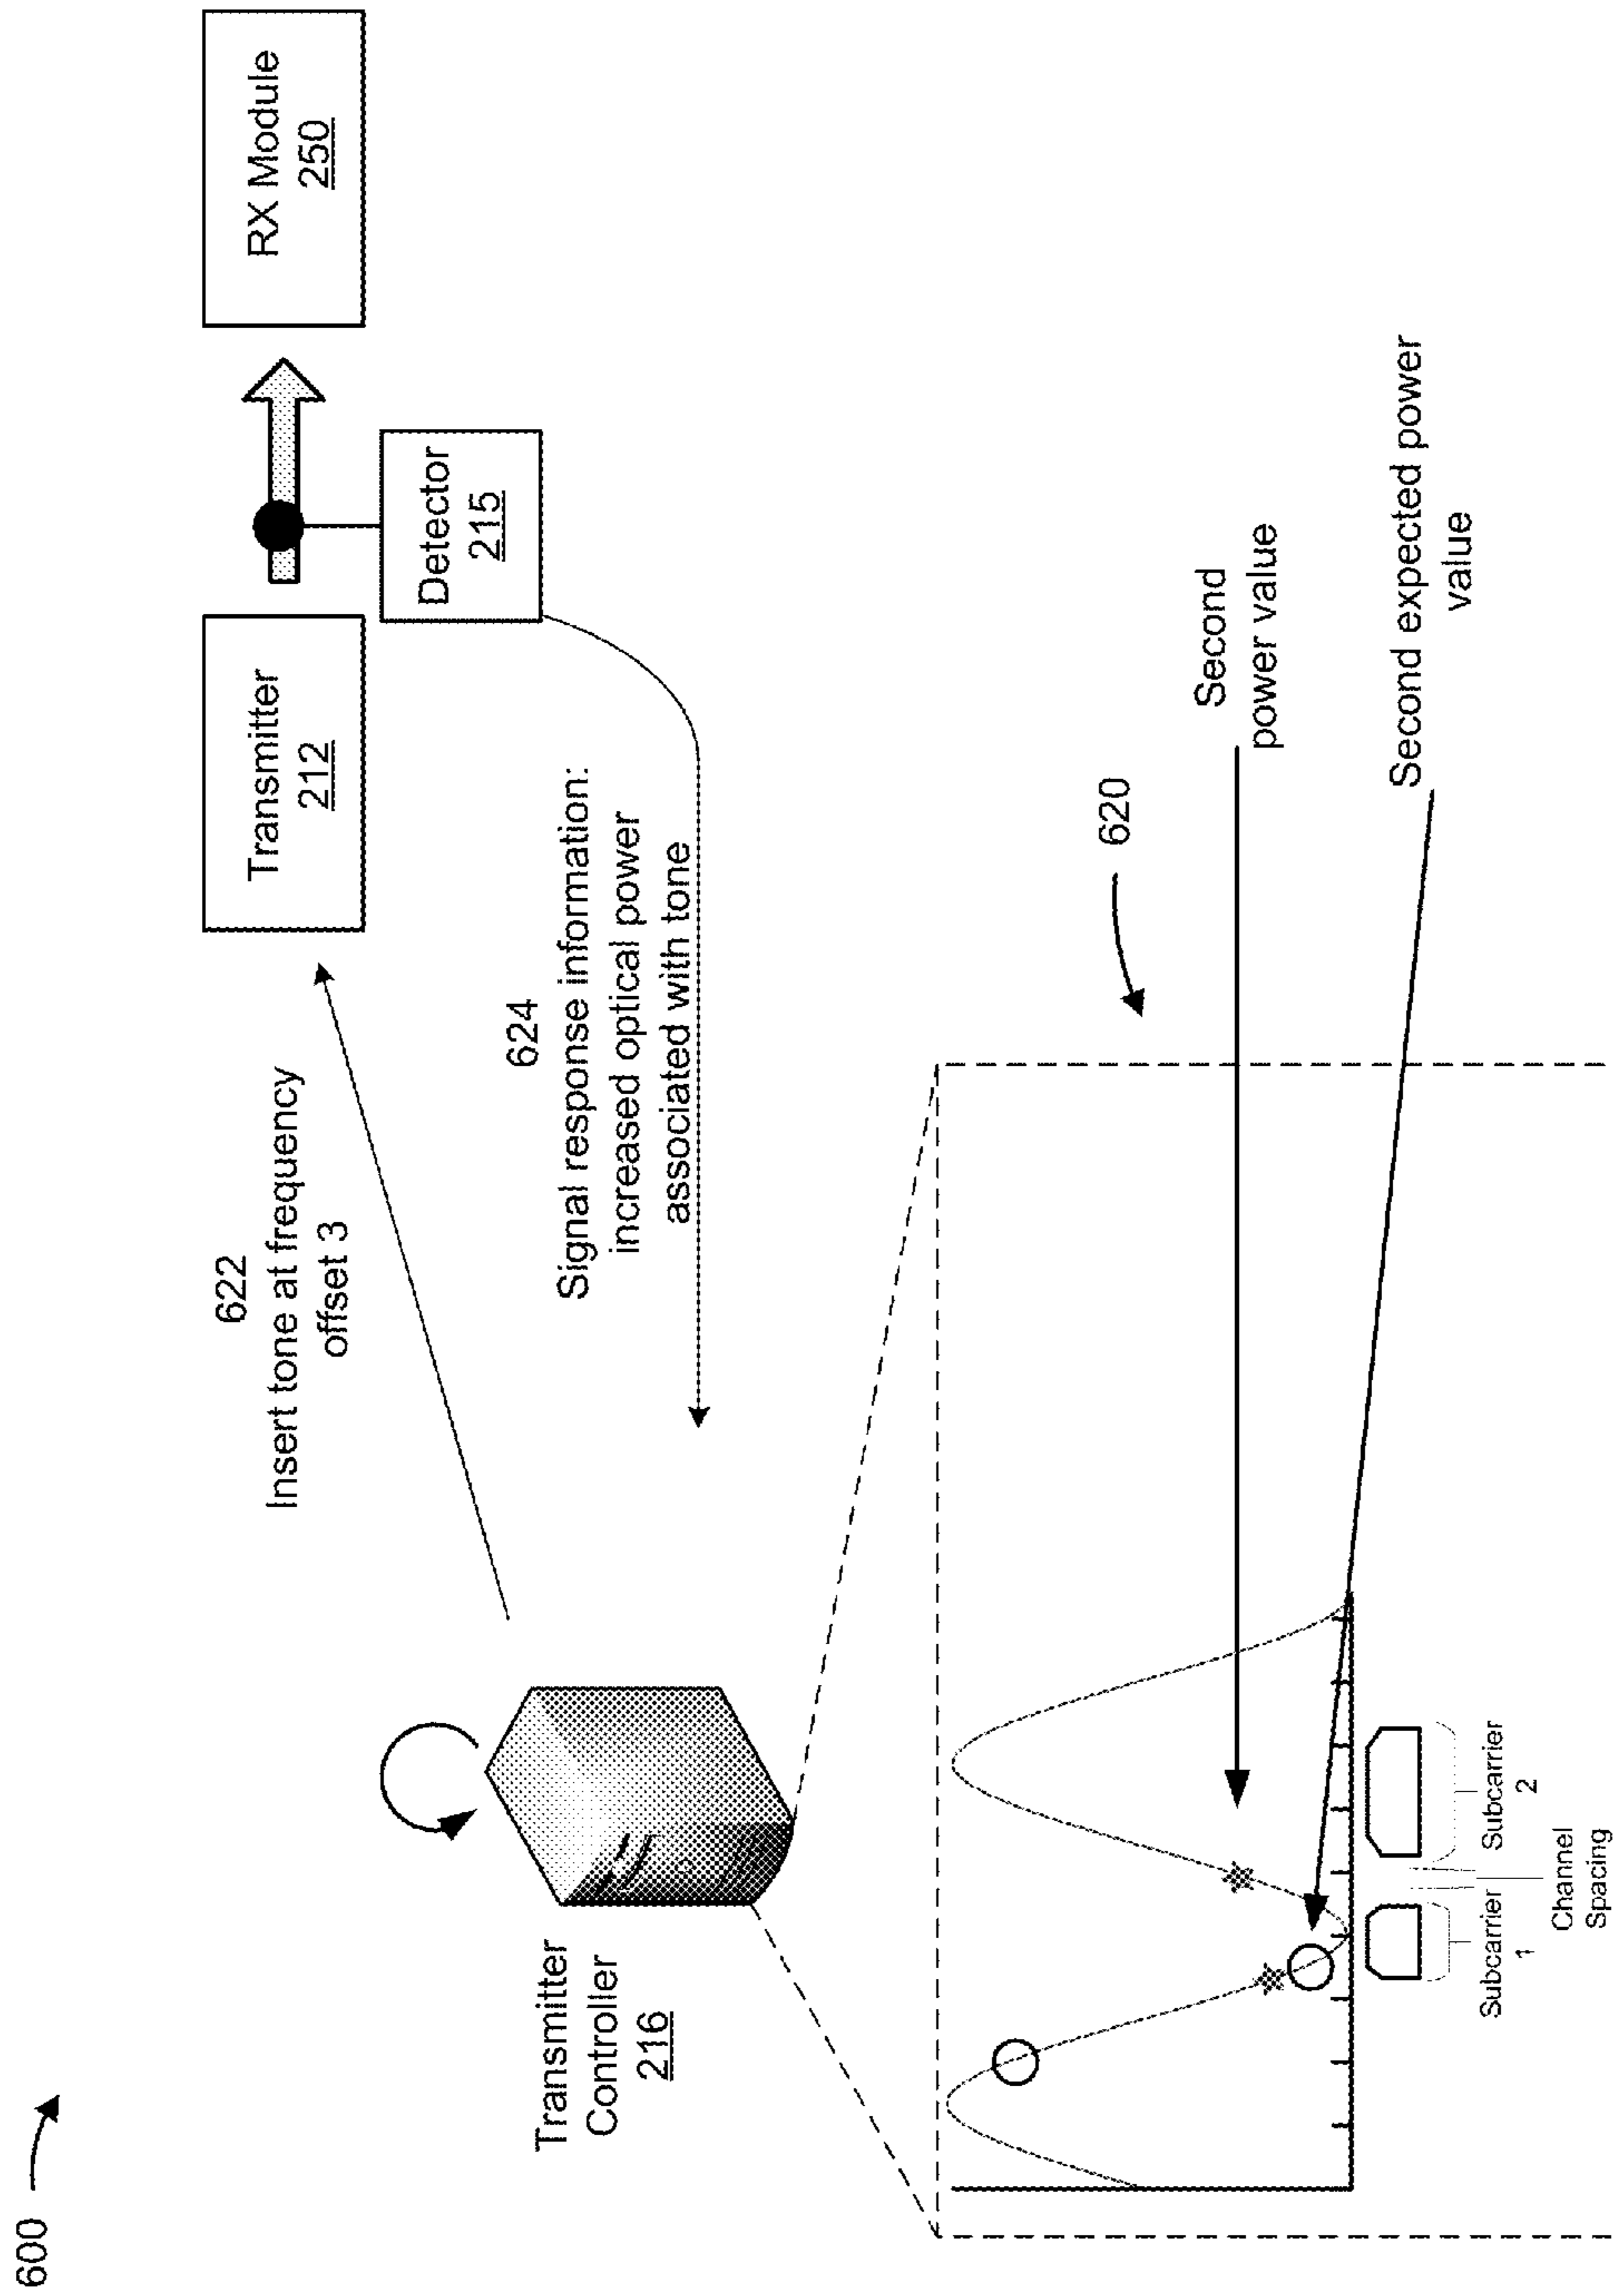 600
Transmitter
212
RX Module
250
Detector
215
622
Insert tone at frequency
offset 3
624
Signal response information:
increased optical power
associated with tone
Transmitter
Controller
216
620
Second
power value
Second expected power
value
Subcarrier
1
Subcarrier
2
Channel
Spacing